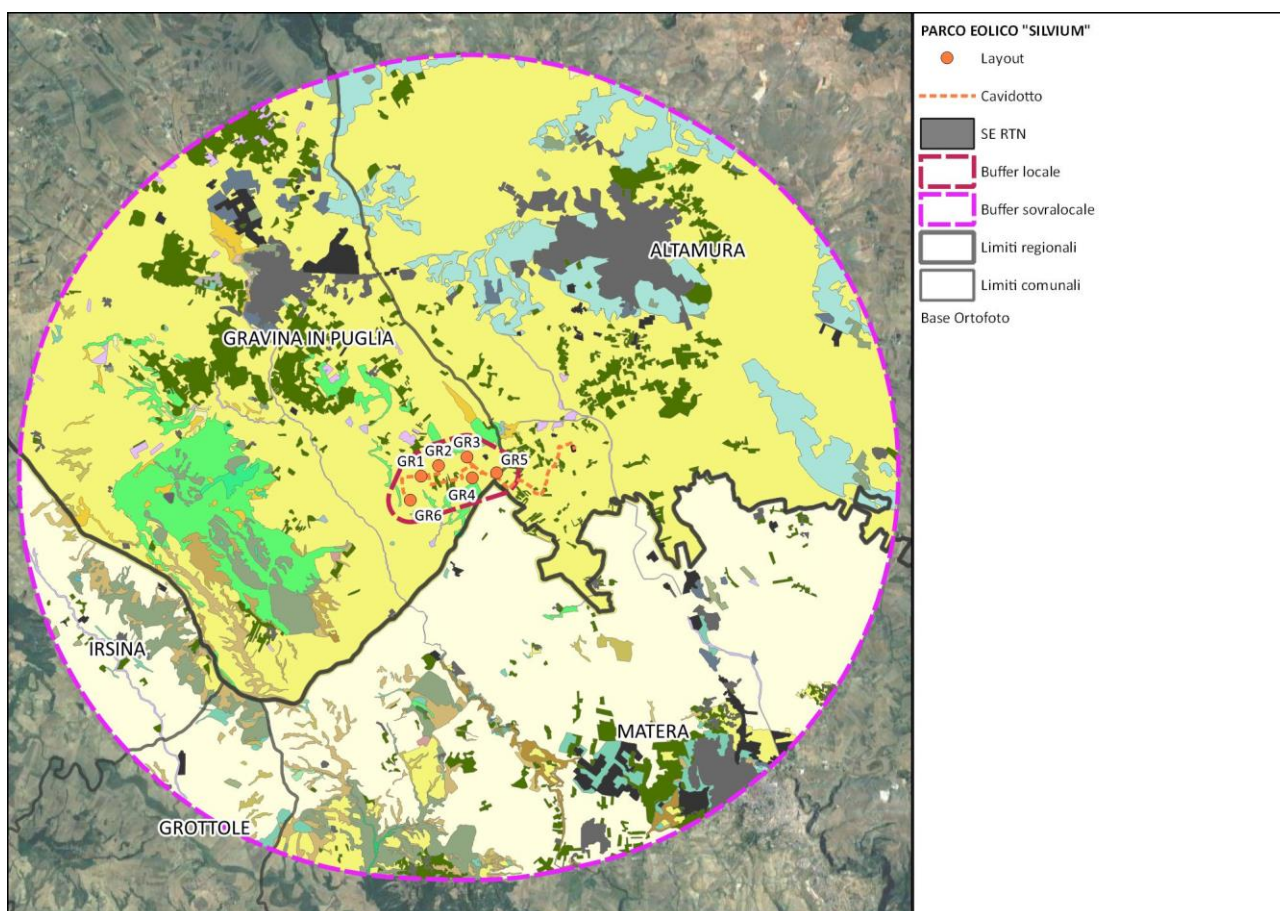 ALTAMURA
GRAVINA IN PUGLIA
GR3
GR2
GR1
GR5
GR4
GR6
IRSINA
MATERA
GROTTOLE
PARCO EOLICO "SILVIUM"
Layout
Cavidotto
SE RTN
Buffer locale
Buffer sovralocale
Limiti regionali
Limiti comunali
Base Ortofoto